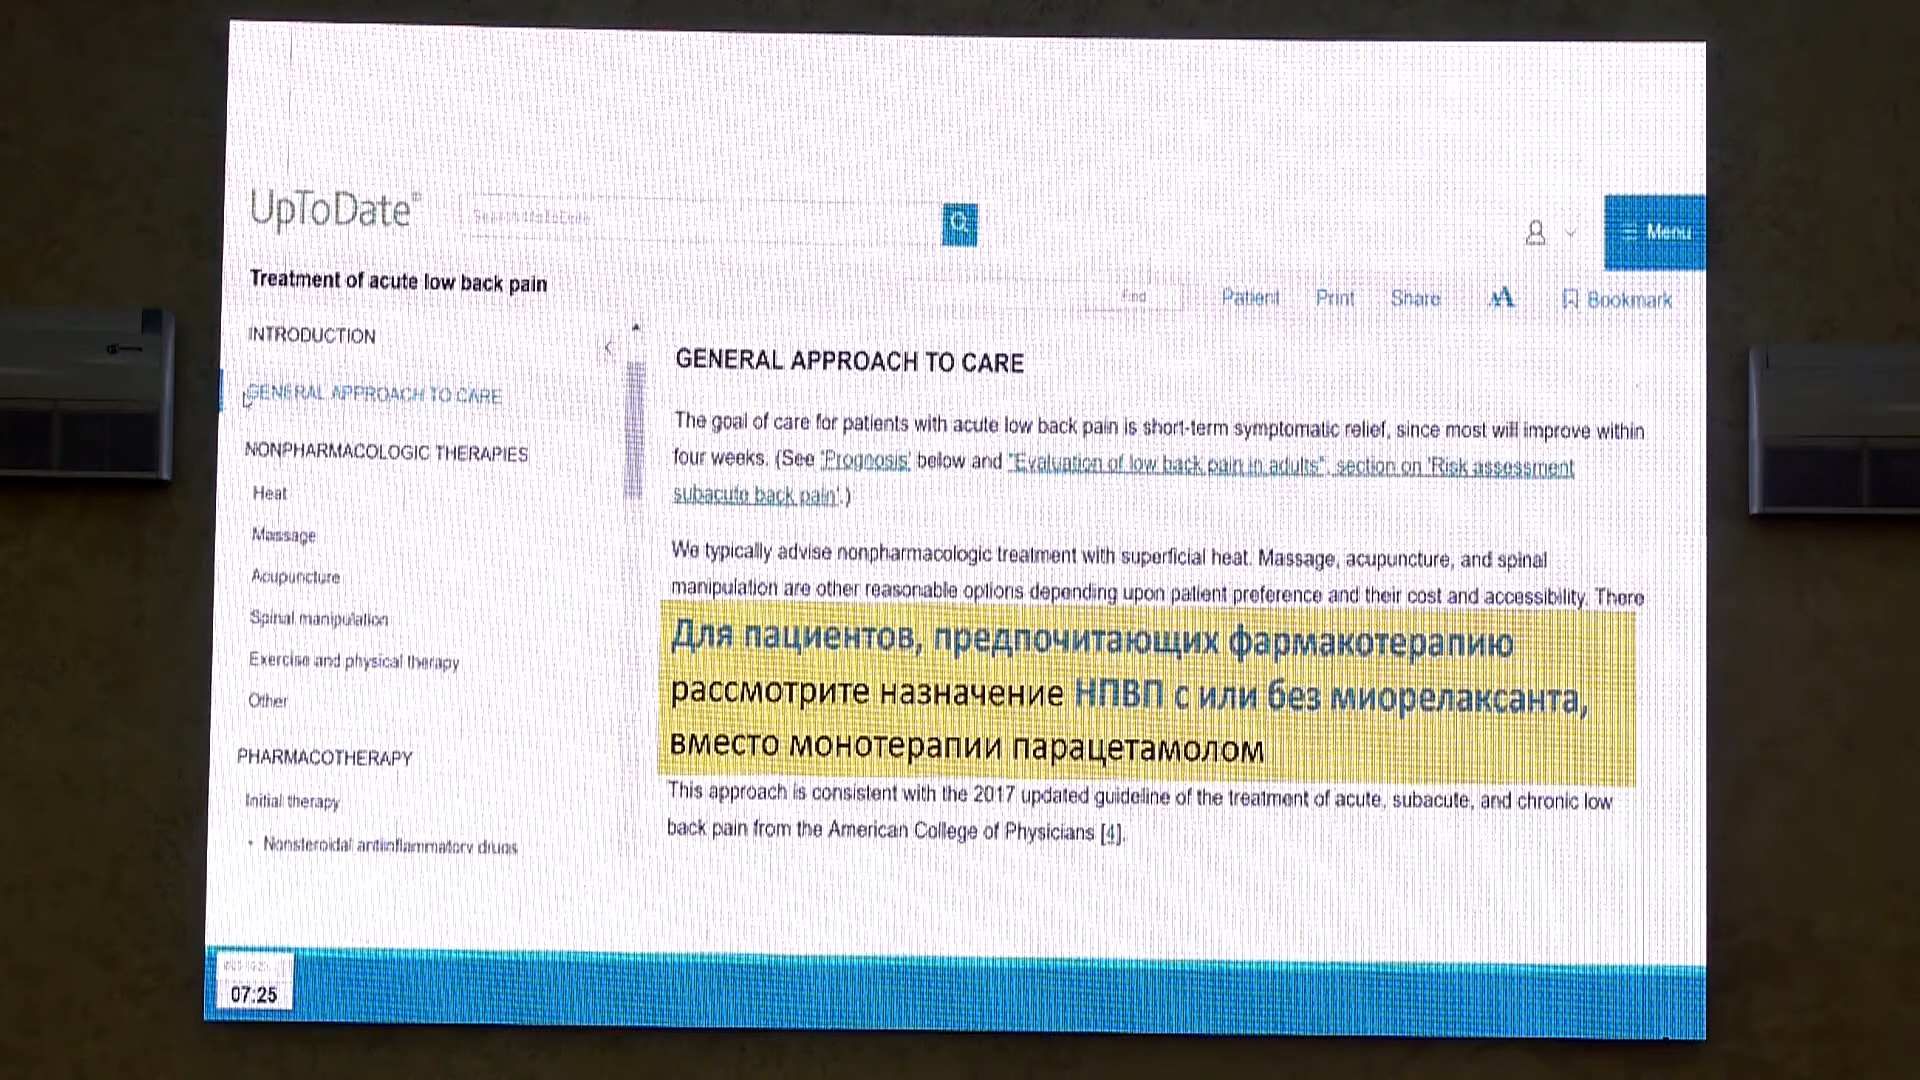 UpToDate
Menu
Treatment of acute low back pain
Find
Patient Print Share AA Bookmark
INTRODUCTION
GENERAL APPROACH TO CARE
NONPHARMACOLOGIC THERAPIES
Heat
Massage
Acupuncture
Spinal manipulation
Exercise and physical therapy
Other
PHARMACOTHERAPY
Initial therapy
• Nonsteroidal antiinflammatory drugs
GENERAL APPROACH TO CARE
The goal of care for patients with acute low back pain is short-term symptomatic relief, since most will improve within
four weeks. (See 'Prognosis' below and "Evaluation of low back pain in adults", section on 'Risk assessment
subacute back pain'.)
We typically advise nonpharmacologic treatment with superficial heat. Massage, acupuncture, and spinal
manipulation are other reasonable options depending upon patient preference and their cost and accessibility. There
Для пациентов, предпочитающих фармакотерапию
рассмотрите назначение НПВП с или без миорелаксанта,
вместо монотерапии парацетамолом
This approach is consistent with the 2017 updated guideline of the treatment of acute, subacute, and chronic low
back pain from the American College of Physicians [4].
07:25